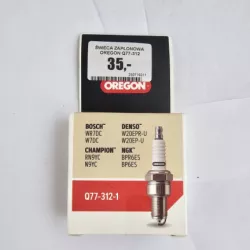 ŚWIECA ZAPŁONOWA
OREGON Q77-312
35,-
OREGON
BOSCH
WR7DC
W7DC
DENSO
W20EPR-U
W20EP-U
CHAMPION
RN9YC
N9YC
NGK
BPR6ES
BP6ES
Q77-312-1